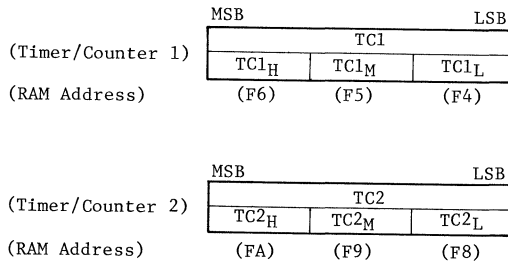 MSB LSB
(Timer/Counter 1) TC1
TC1H TC1M TC1L
(RAM Address) (F6) (F5) (F4)
MSB LSB
(Timer/Counter 2) TC2
TC2H TC2M TC2L
(RAM Address) (FA) (F9) (F8)